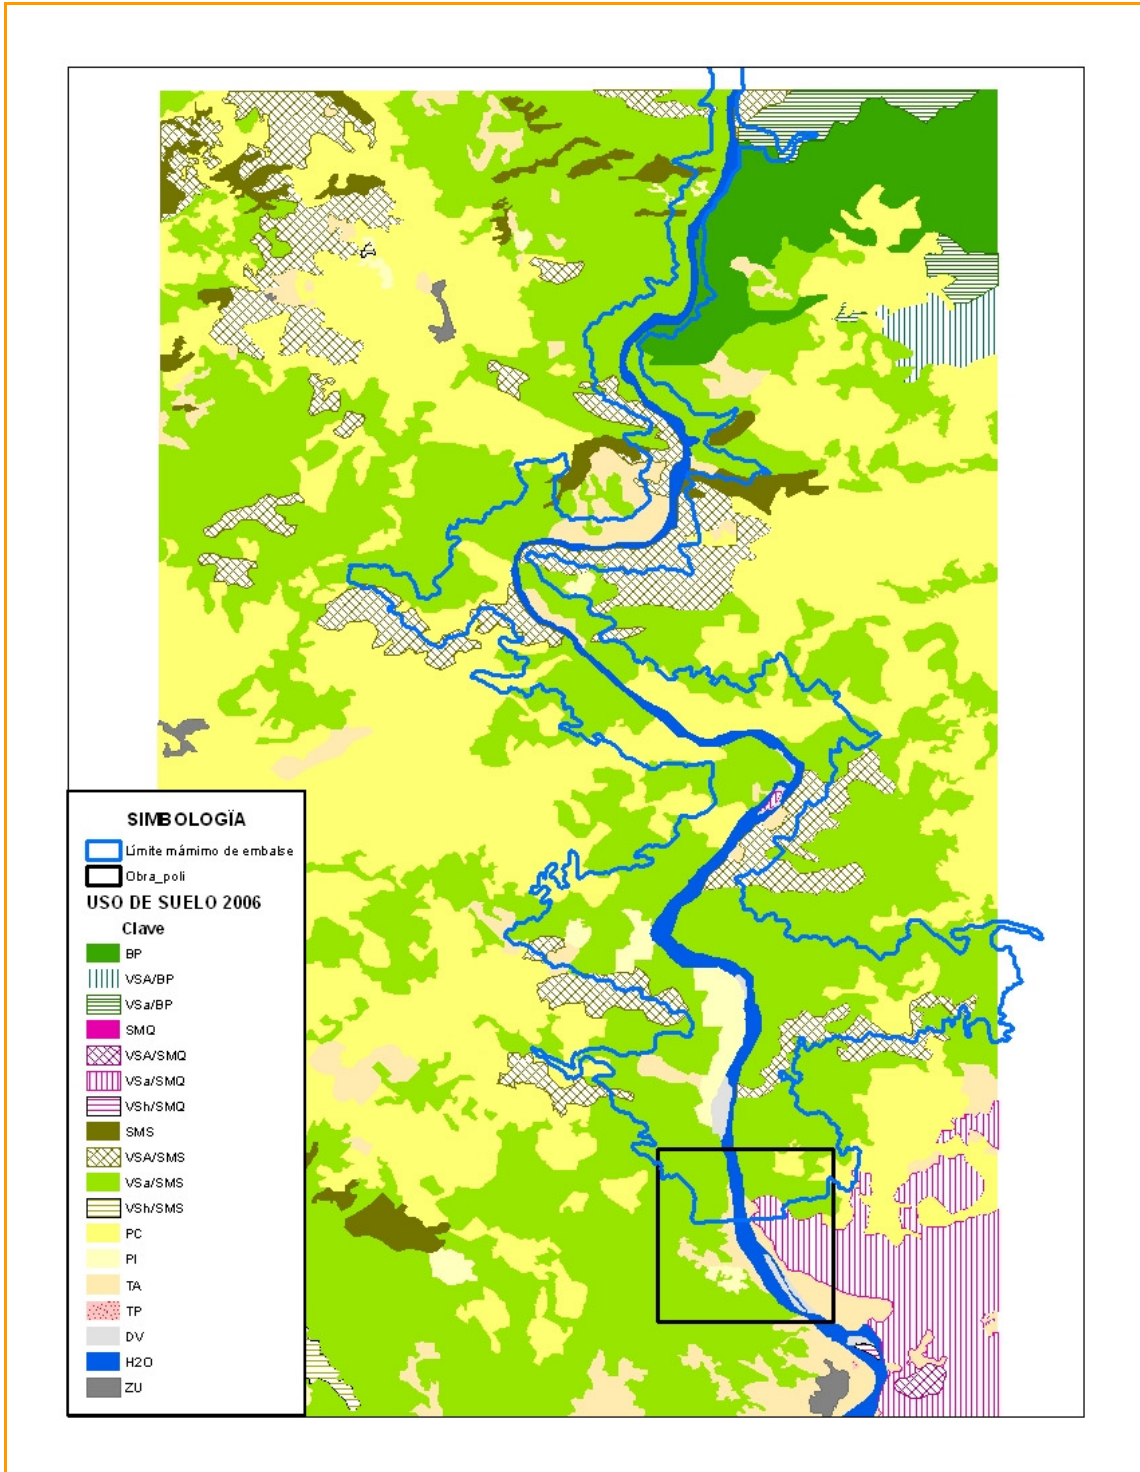 SIMBOLOGÏA
Límite mámimo de embalse
Obra_poli
USO DE SUELO 2006
Clave
BP
VSA/BP
VSa/BP
SMQ
VSA/SMQ
VSa/SMQ
VSh/SMQ
SMS
VSA/SMS
VSa/SMS
VSh/SMS
PC
PI
TA
TP
DV
H2O
ZU